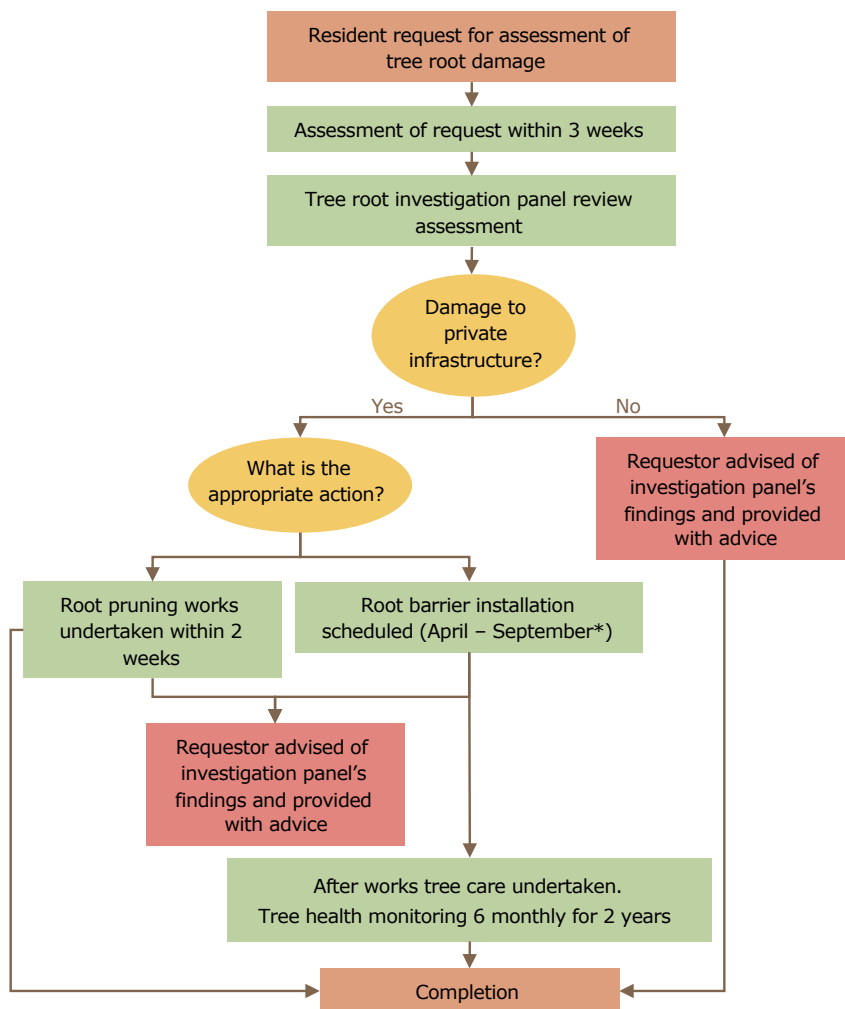 Resident request for assessment of
tree root damage
Assessment of request within 3 weeks
Tree root investigation panel review
assessment
Damage to
private
infrastructure?
Yes
No
What is the
appropriate action?
Requestor advised of
investigation panel’s
findings and provided
with advice
Root pruning works
undertaken within 2
weeks
Root barrier installation
scheduled (April – September*)
Requestor advised of
investigation panel’s
findings and provided
with advice
After works tree care undertaken.
Tree health monitoring 6 monthly for 2 years
Completion